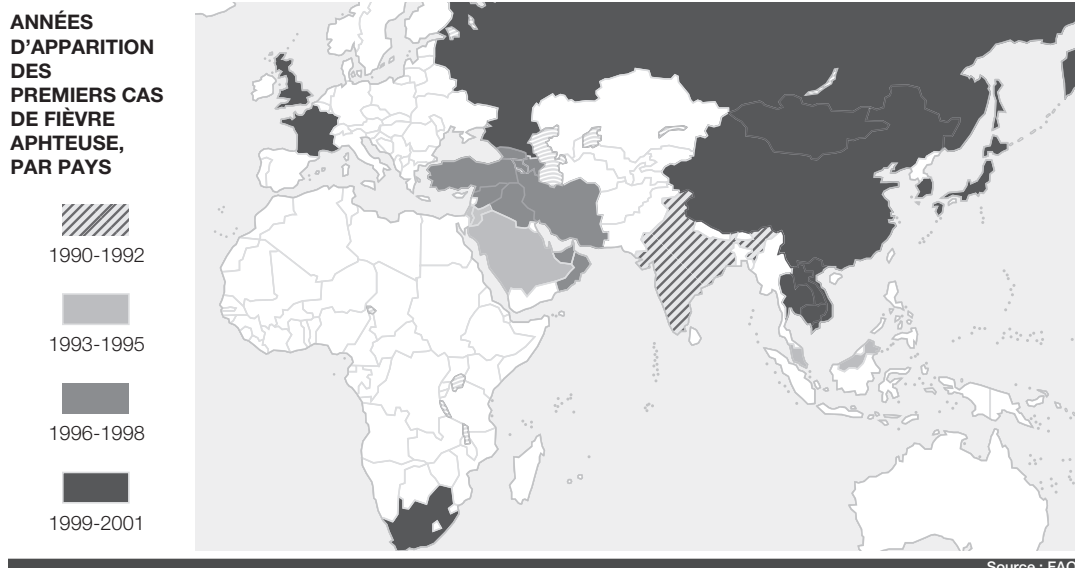 ANNÉES
D'APPARITION
DES
PREMIERS CAS
DE FIÈVRE
APHTEUSE,
PAR PAYS
1990-1992
1993-1995
1996-1998
1999-2001
Source : FAO